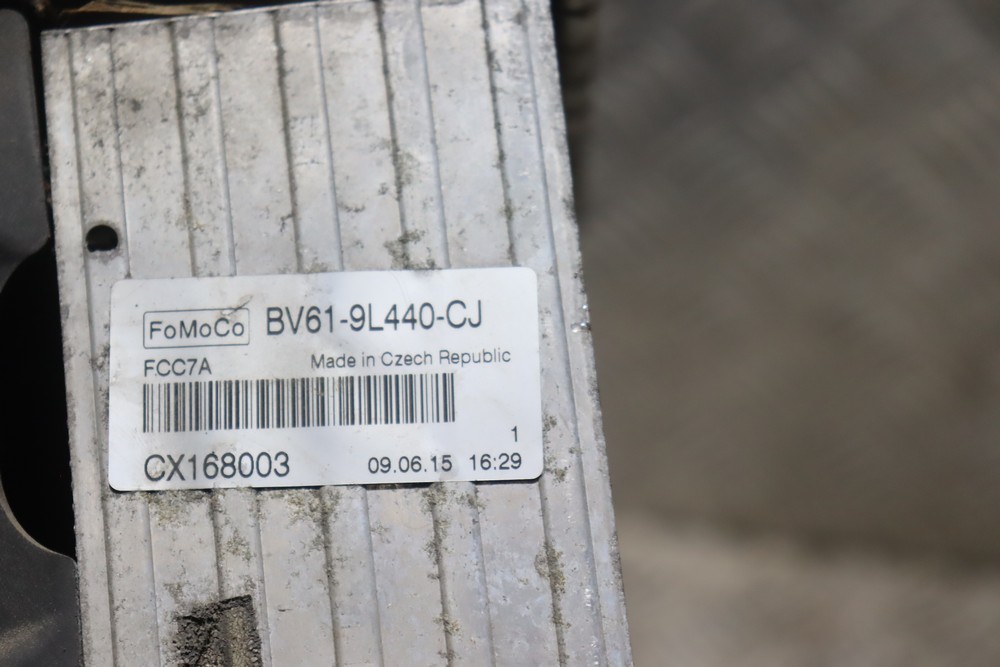 FoMoCo BV61-9L440-CJ
FCC7A Made in Czech Republic
1
CX168003 09.06.15 16:29